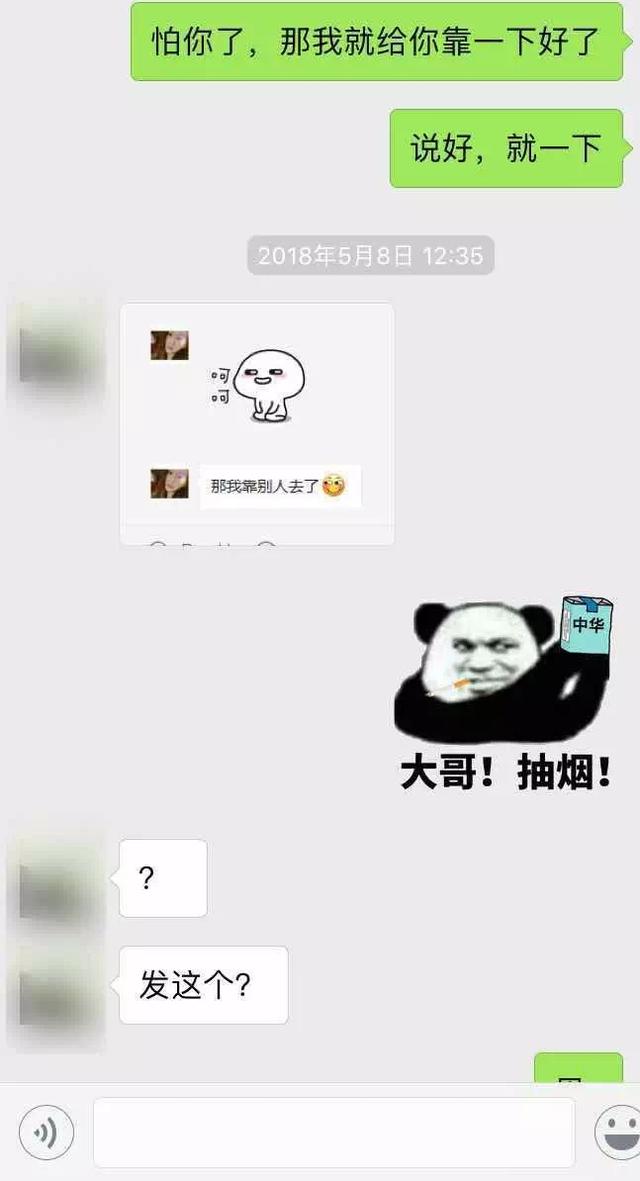 怕你了，那我就给你靠一下好了
说好，就一下
2018年5月8日 12:35
呵
呵
那我靠别人去了
中华
大哥！抽烟！
?
发这个?